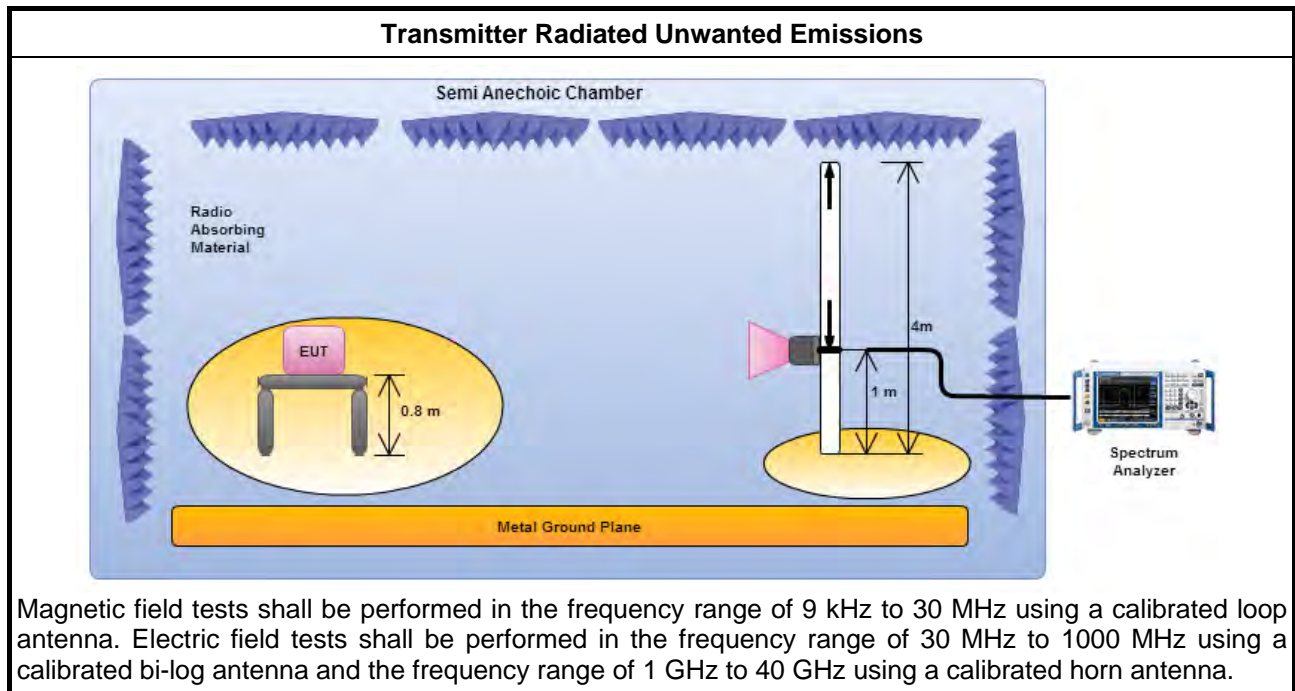 Transmitter Radiated Unwanted Emissions
Semi Anechoic Chamber
Radio
Absorbing
Material
EUT
0.8 m
4m
1 m
Spectrum
Analyzer
Metal Ground Plane
Magnetic field tests shall be performed in the frequency range of 9 kHz to 30 MHz using a calibrated loop
antenna. Electric field tests shall be performed in the frequency range of 30 MHz to 1000 MHz using a
calibrated bi-log antenna and the frequency range of 1 GHz to 40 GHz using a calibrated horn antenna.